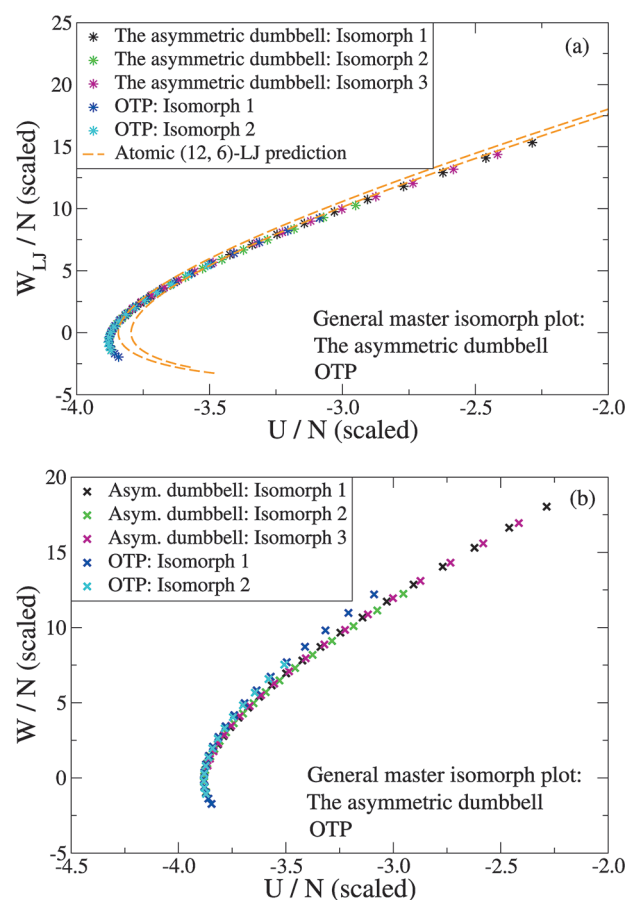 25
20
15
10
5
0
-5
W_LJ / N (scaled)
(a)
The asymmetric dumbbell: Isomorph 1
The asymmetric dumbbell: Isomorph 2
The asymmetric dumbbell: Isomorph 3
OTP: Isomorph 1
OTP: Isomorph 2
Atomic (12, 6)-LJ prediction
General master isomorph plot:
The asymmetric dumbbell
OTP
-4.0 -3.5 -3.0 -2.5 -2.0
U / N (scaled)
20
15
10
5
0
-5
W / N (scaled)
(b)
Asym. dumbbell: Isomorph 1
Asym. dumbbell: Isomorph 2
Asym. dumbbell: Isomorph 3
OTP: Isomorph 1
OTP: Isomorph 2
General master isomorph plot:
The asymmetric dumbbell
OTP
-4.5 -4.0 -3.5 -3.0 -2.5 -2.0
U / N (scaled)